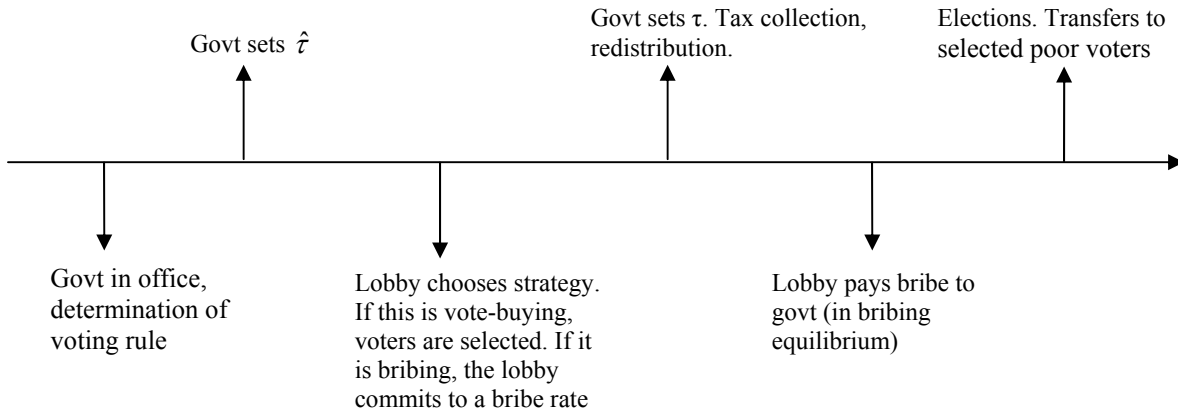 Govt sets τ̂
Govt sets τ. Tax collection,
redistribution.
Elections. Transfers to
selected poor voters
Govt in office,
determination of
voting rule
Lobby chooses strategy.
If this is vote-buying,
voters are selected. If it
is bribing, the lobby
commits to a bribe rate
Lobby pays bribe to
govt (in bribing
equilibrium)